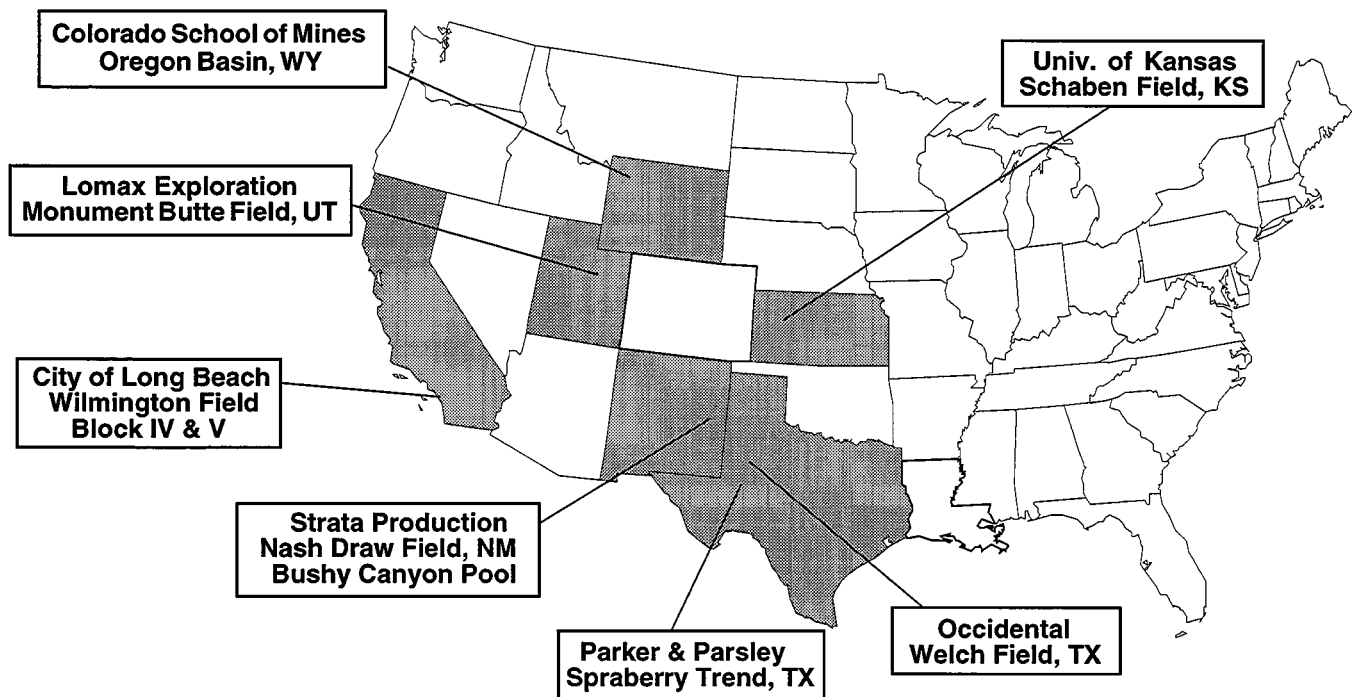 Colorado School of Mines
Oregon Basin, WY
Univ. of Kansas
Schaben Field, KS
Lomax Exploration
Monument Butte Field, UT
City of Long Beach
Wilmington Field
Block IV & V
Strata Production
Nash Draw Field, NM
Bushy Canyon Pool
Parker & Parsley
Spraberry Trend, TX
Occidental
Welch Field, TX